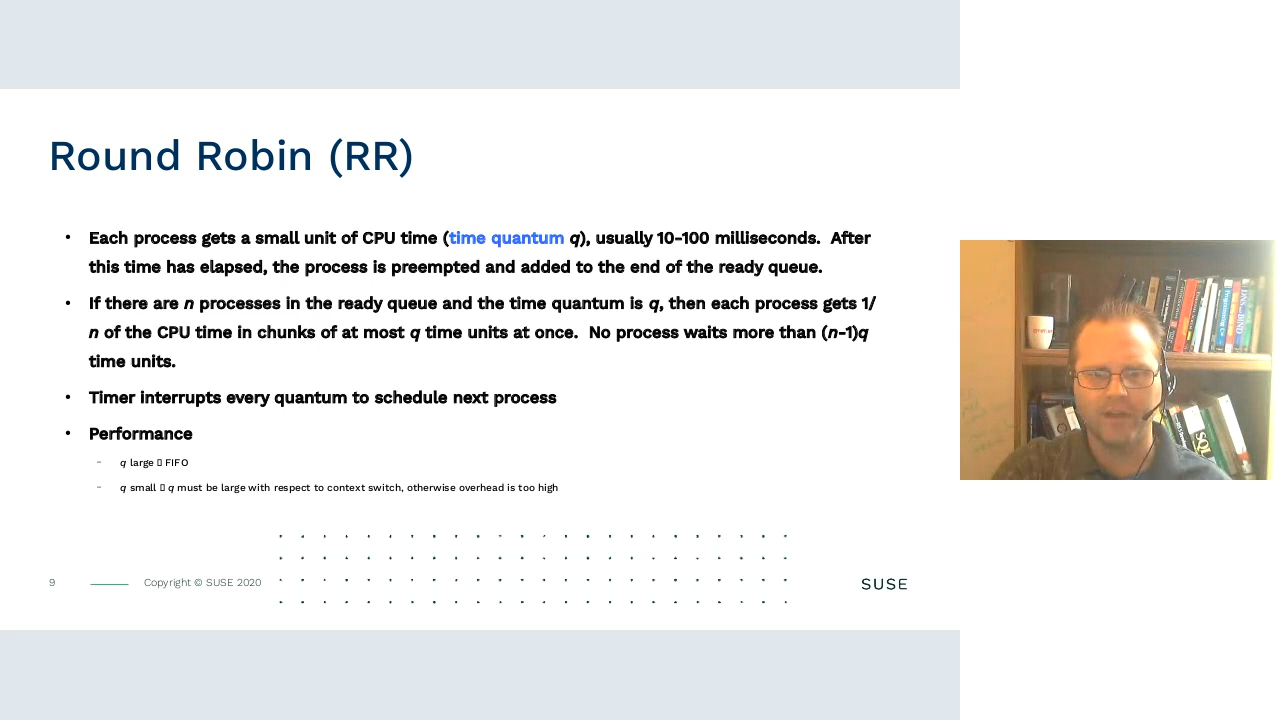 Round Robin (RR)
• Each process gets a small unit of CPU time (time quantum q), usually 10-100 milliseconds.  After
this time has elapsed, the process is preempted and added to the end of the ready queue.
• If there are n processes in the ready queue and the time quantum is q, then each process gets 1/
n of the CPU time in chunks of at most q time units at once.  No process waits more than (n-1)q
time units.
• Timer interrupts every quantum to schedule next process
• Performance
– q large ▯ FIFO
– q small ▯ q must be large with respect to context switch, otherwise overhead is too high
9
Copyright © SUSE 2020
SUSE
SQL